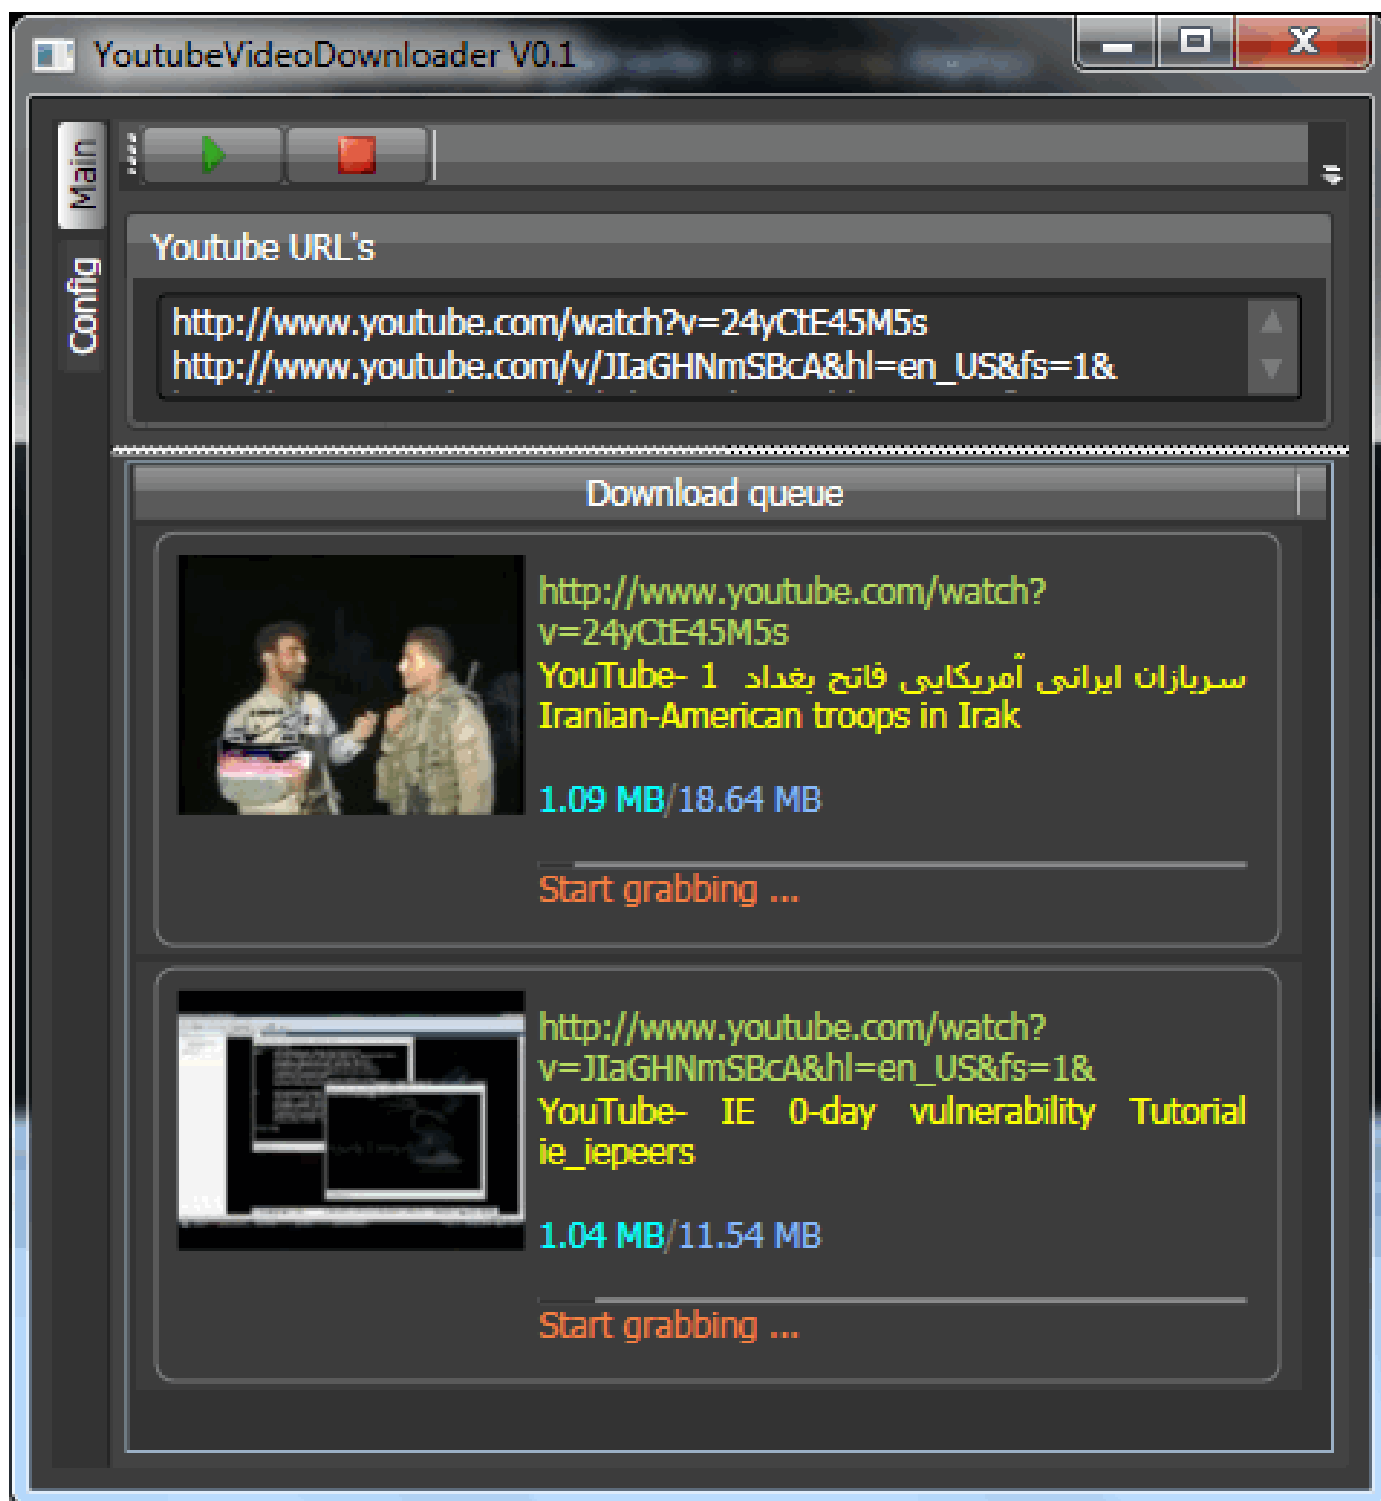 YoutubeVideoDownloader V0.1
Main
Config
Youtube URL's
http://www.youtube.com/watch?v=24yCtE45M5s
http://www.youtube.com/v/JIaGHNmSBcA&hl=en_US&fs=1&
Download queue
http://www.youtube.com/watch?
v=24yCtE45M5s
YouTube- 1 سربازان ایرانی آمریکایی فاتح بغداد
Iranian-American troops in Irak
1.09 MB/18.64 MB
Start grabbing ...
http://www.youtube.com/watch?
v=JIaGHNmSBcA&hl=en_US&fs=1&
YouTube- IE 0-day vulnerability Tutorial
ie_iepeers
1.04 MB/11.54 MB
Start grabbing ...